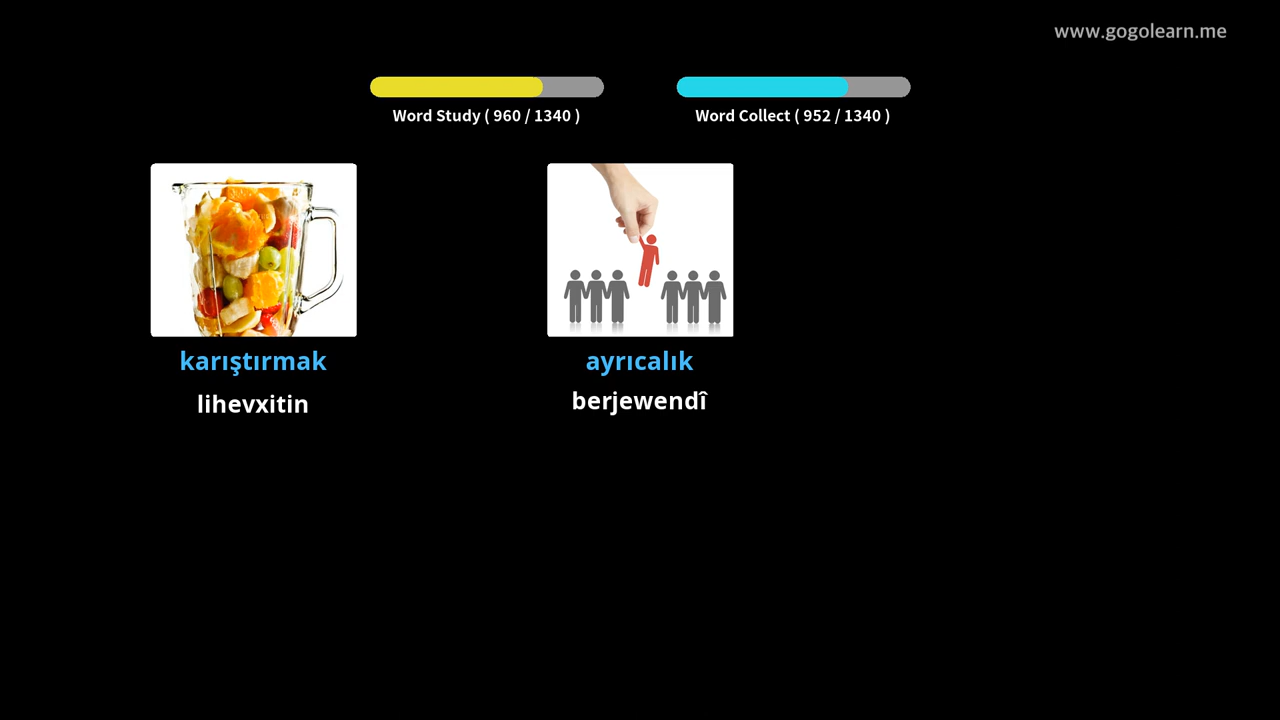 www.gogolearn.me
Word Study ( 960 / 1340 )
Word Collect ( 952 / 1340 )
karıştırmak
lihevxitin
ayrıcalık
berjewendî